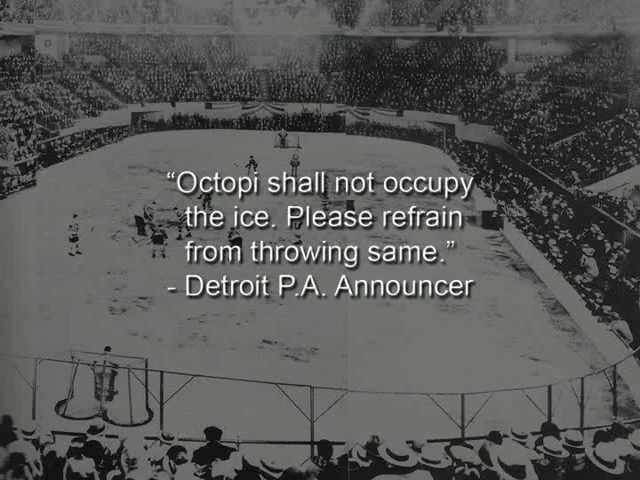 “Octopi shall not occupy
the ice. Please refrain
from throwing same.”
- Detroit P.A. Announcer